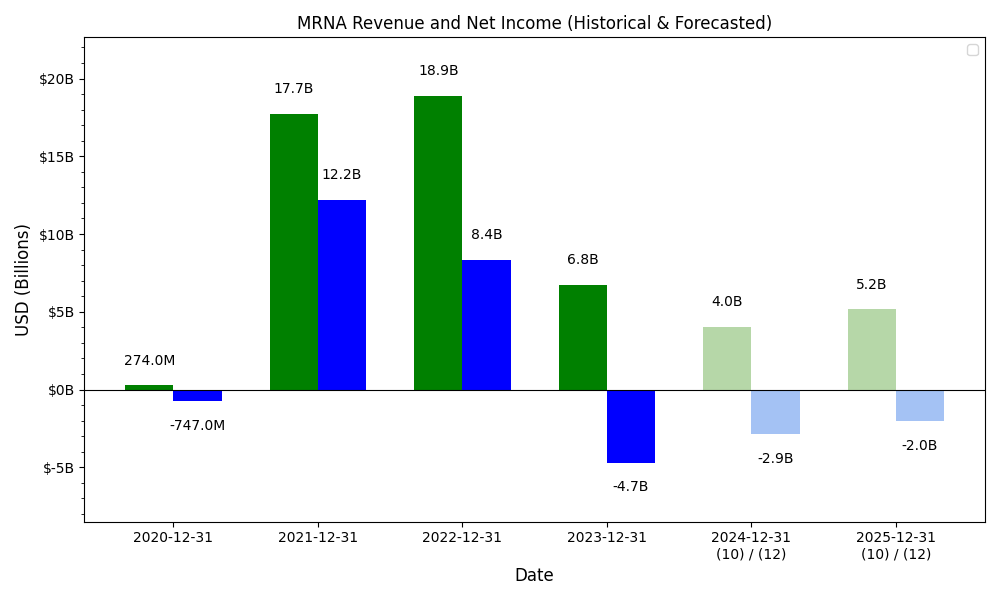 MRNA Revenue and Net Income (Historical & Forecasted)
USD (Billions)
$20B
$15B
$10B
$5B
$0B
$-5B
274.0M
-747.0M
17.7B
12.2B
18.9B
8.4B
6.8B
-4.7B
4.0B
-2.9B
5.2B
-2.0B
2020-12-31
2021-12-31
2022-12-31
2023-12-31
2024-12-31
(10) / (12)
2025-12-31
(10) / (12)
Date